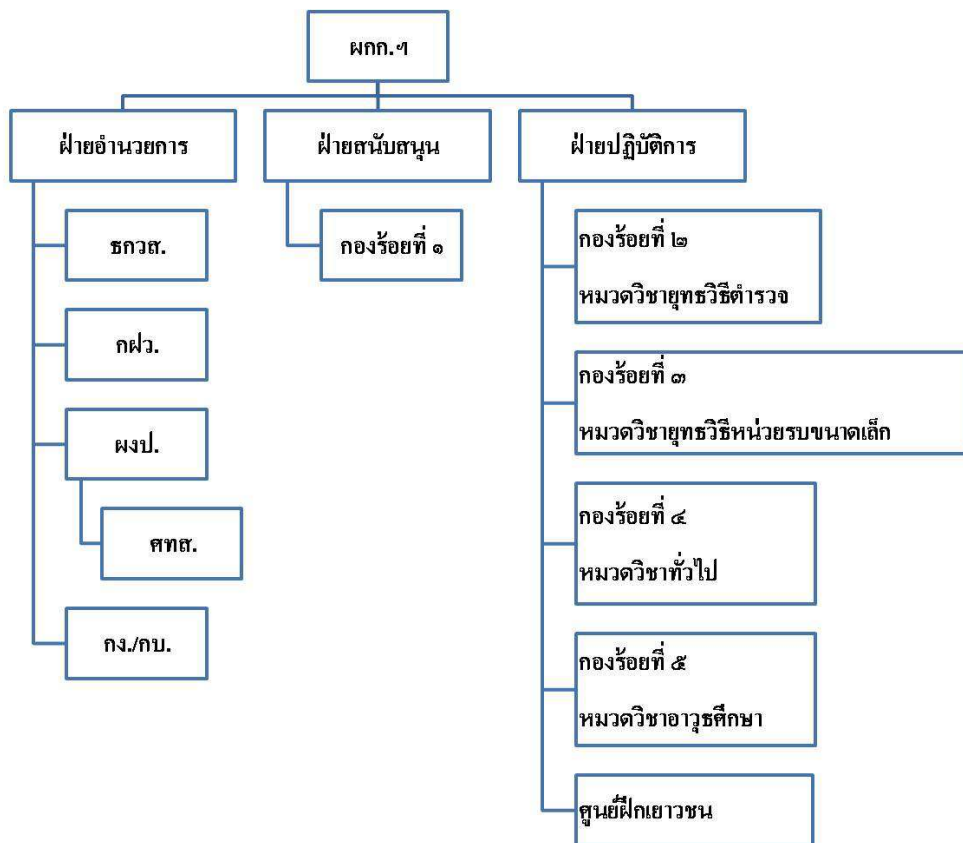 ผกก.ฯ
ฝ่ายอำนวยการ
ธกวส.
กฝว.
ผงป.
ศทส.
กง./กบ.
ฝ่ายสนับสนุน
กองร้อยที่ ๑
ฝ่ายปฏิบัติการ
กองร้อยที่ ๒
หมวดวิชายุทธวิธีตำรวจ
กองร้อยที่ ๓
หมวดวิชายุทธวิธีหน่วยรบขนาดเล็ก
กองร้อยที่ ๔
หมวดวิชาทั่วไป
กองร้อยที่ ๕
หมวดวิชาอาวุธศึกษา
ศูนย์ฝึกเยาวชน